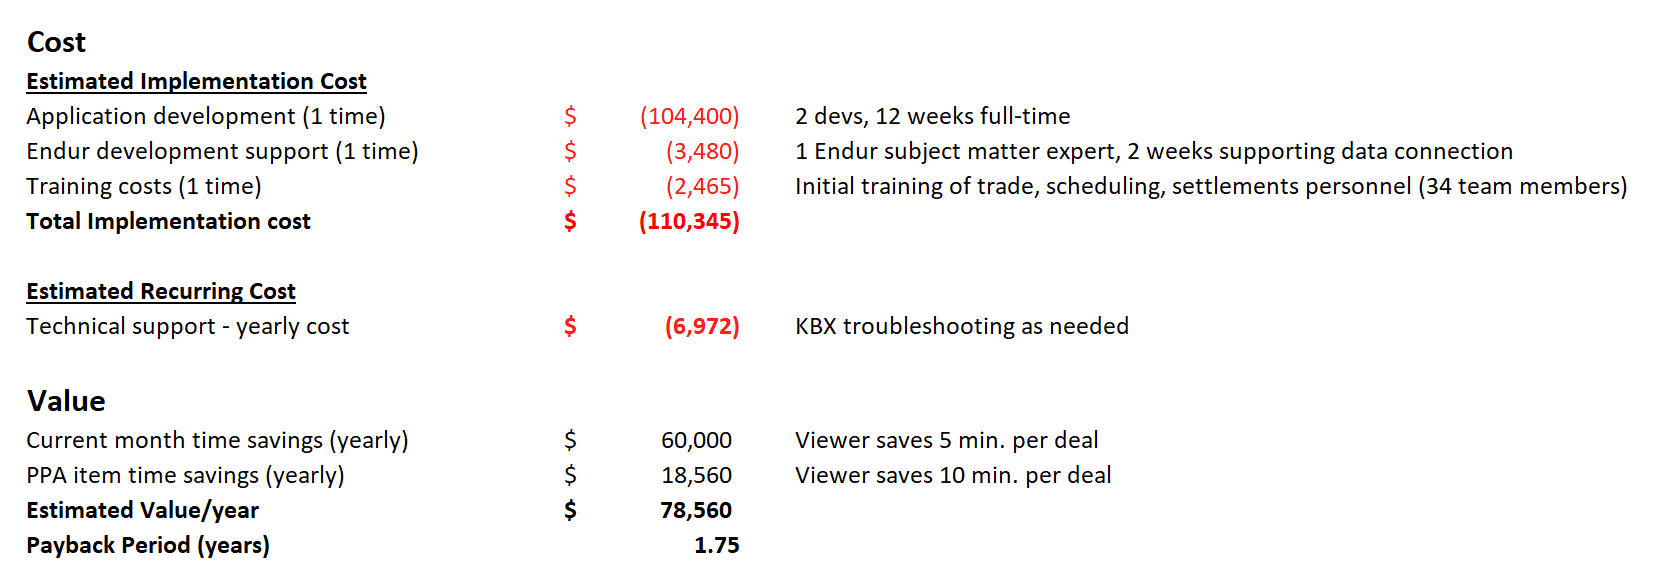 Cost
Estimated Implementation Cost
Application development (1 time) $ (104,400) 2 devs, 12 weeks full-time
Endur development support (1 time) $ (3,480) 1 Endur subject matter expert, 2 weeks supporting data connection
Training costs (1 time) $ (2,465) Initial training of trade, scheduling, settlements personnel (34 team members)
Total Implementation cost $ (110,345)
Estimated Recurring Cost
Technical support - yearly cost $ (6,972) KBX troubleshooting as needed
Value
Current month time savings (yearly) $ 60,000 Viewer saves 5 min. per deal
PPA item time savings (yearly) $ 18,560 Viewer saves 10 min. per deal
Estimated Value/year $ 78,560
Payback Period (years) 1.75